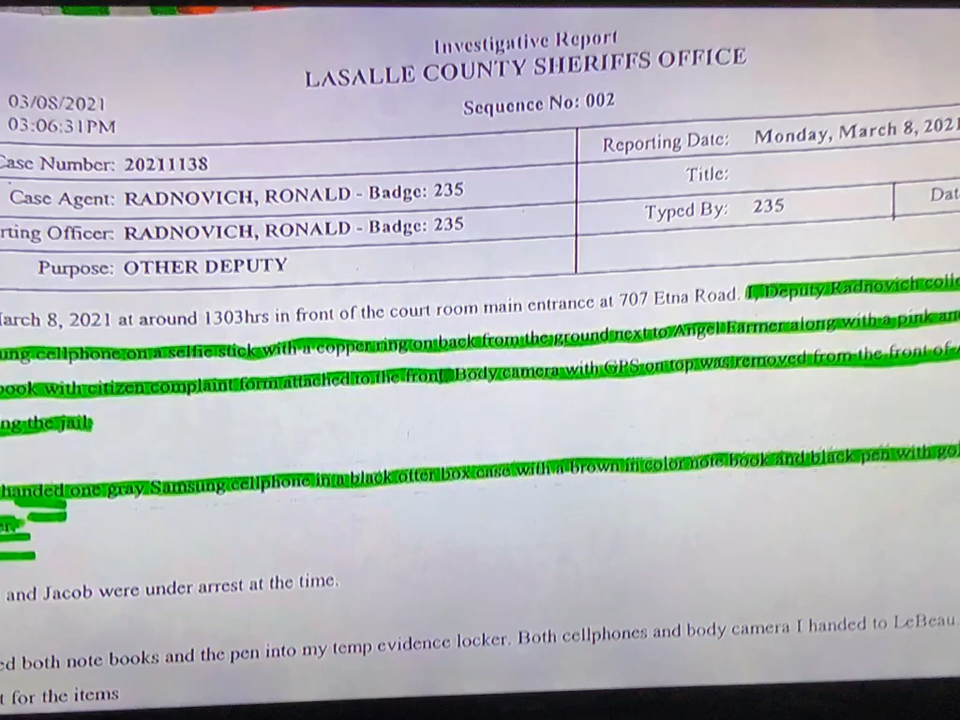 Investigative Report
LASALLE COUNTY SHERIFFS OFFICE
03/08/2021
03:06:31PM
Sequence No: 002
Case Number: 20211138
Reporting Date: Monday, March 8, 2021
Case Agent: RADNOVICH, RONALD - Badge: 235
Title:
rting Officer: RADNOVICH, RONALD - Badge: 235
Typed By: 235
Dat
Purpose: OTHER DEPUTY
March 8, 2021 at around 1303hrs in front of the court room main entrance at 707 Etna Road. I, Deputy Radnovich colle
ung cellphone on a selfie stick with a copper ring on back from the ground next to Angel Farmer along with a pink an
book with citizen complaint form attached to the front. Body camera with GPS on top was removed from the front of
ng the jail.
handed one gray Samsung cellphone in a black otter box case with a brown in color note book and black pen with gol
er.
and Jacob were under arrest at the time.
ed both note books and the pen into my temp evidence locker. Both cellphones and body camera I handed to LeBeau.
t for the items